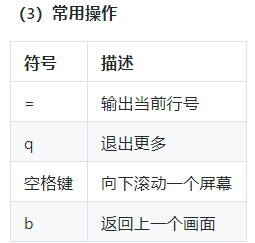 （3）常用操作
符号 描述
= 输出当前行号
q 退出更多
空格键 向下滚动一个屏幕
b 返回上一个画面